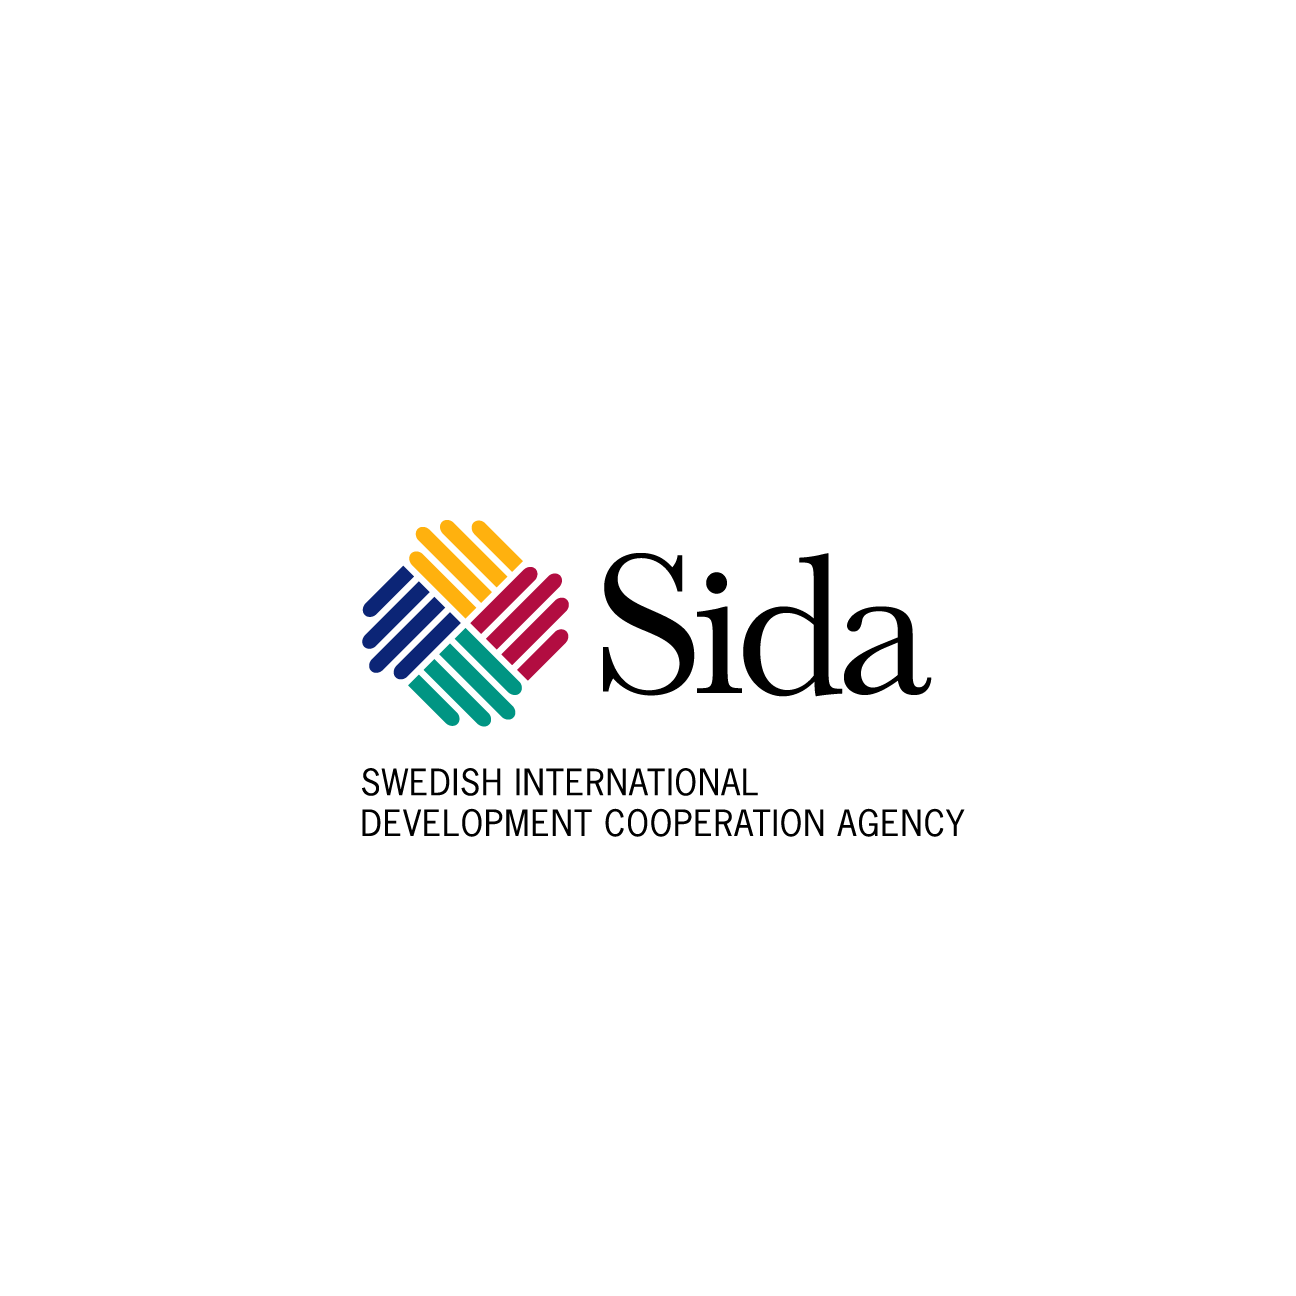 Sida
SWEDISH INTERNATIONAL
DEVELOPMENT COOPERATION AGENCY